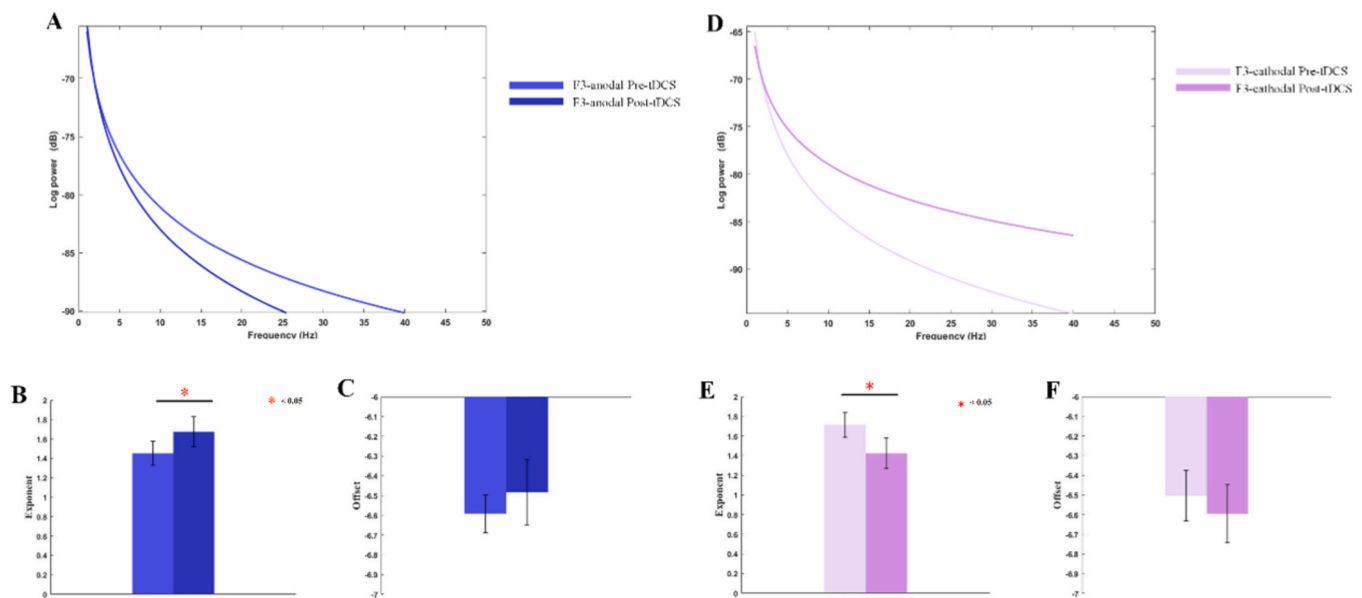 A
-70
-75
-80
-85
-90
0 5 10 15 20 25 30 35 40 45 50
Log power (dB)
Frequency (Hz)
F3-anodal Pre-tDCS
F3-anodal Post-tDCS
D
-65
-70
-75
-80
-85
-90
0 5 10 15 20 25 30 35 40 45 50
Log power (dB)
Frequency (Hz)
F3-cathodal Pre-tDCS
F3-cathodal Post-tDCS
B
2
1.8
1.6
1.4
1.2
1
0.8
0.6
0.4
0.2
0
Exponent
*
* < 0.05
C
-6
-6.1
-6.2
-6.3
-6.4
-6.5
-6.6
-6.7
-6.8
-6.9
-7
Offset
E
2
1.8
1.6
1.4
1.2
1
0.8
0.6
0.4
0.2
0
Exponent
*
* < 0.05
F
-6
-6.1
-6.2
-6.3
-6.4
-6.5
-6.6
-6.7
-6.8
-6.9
-7
Offset